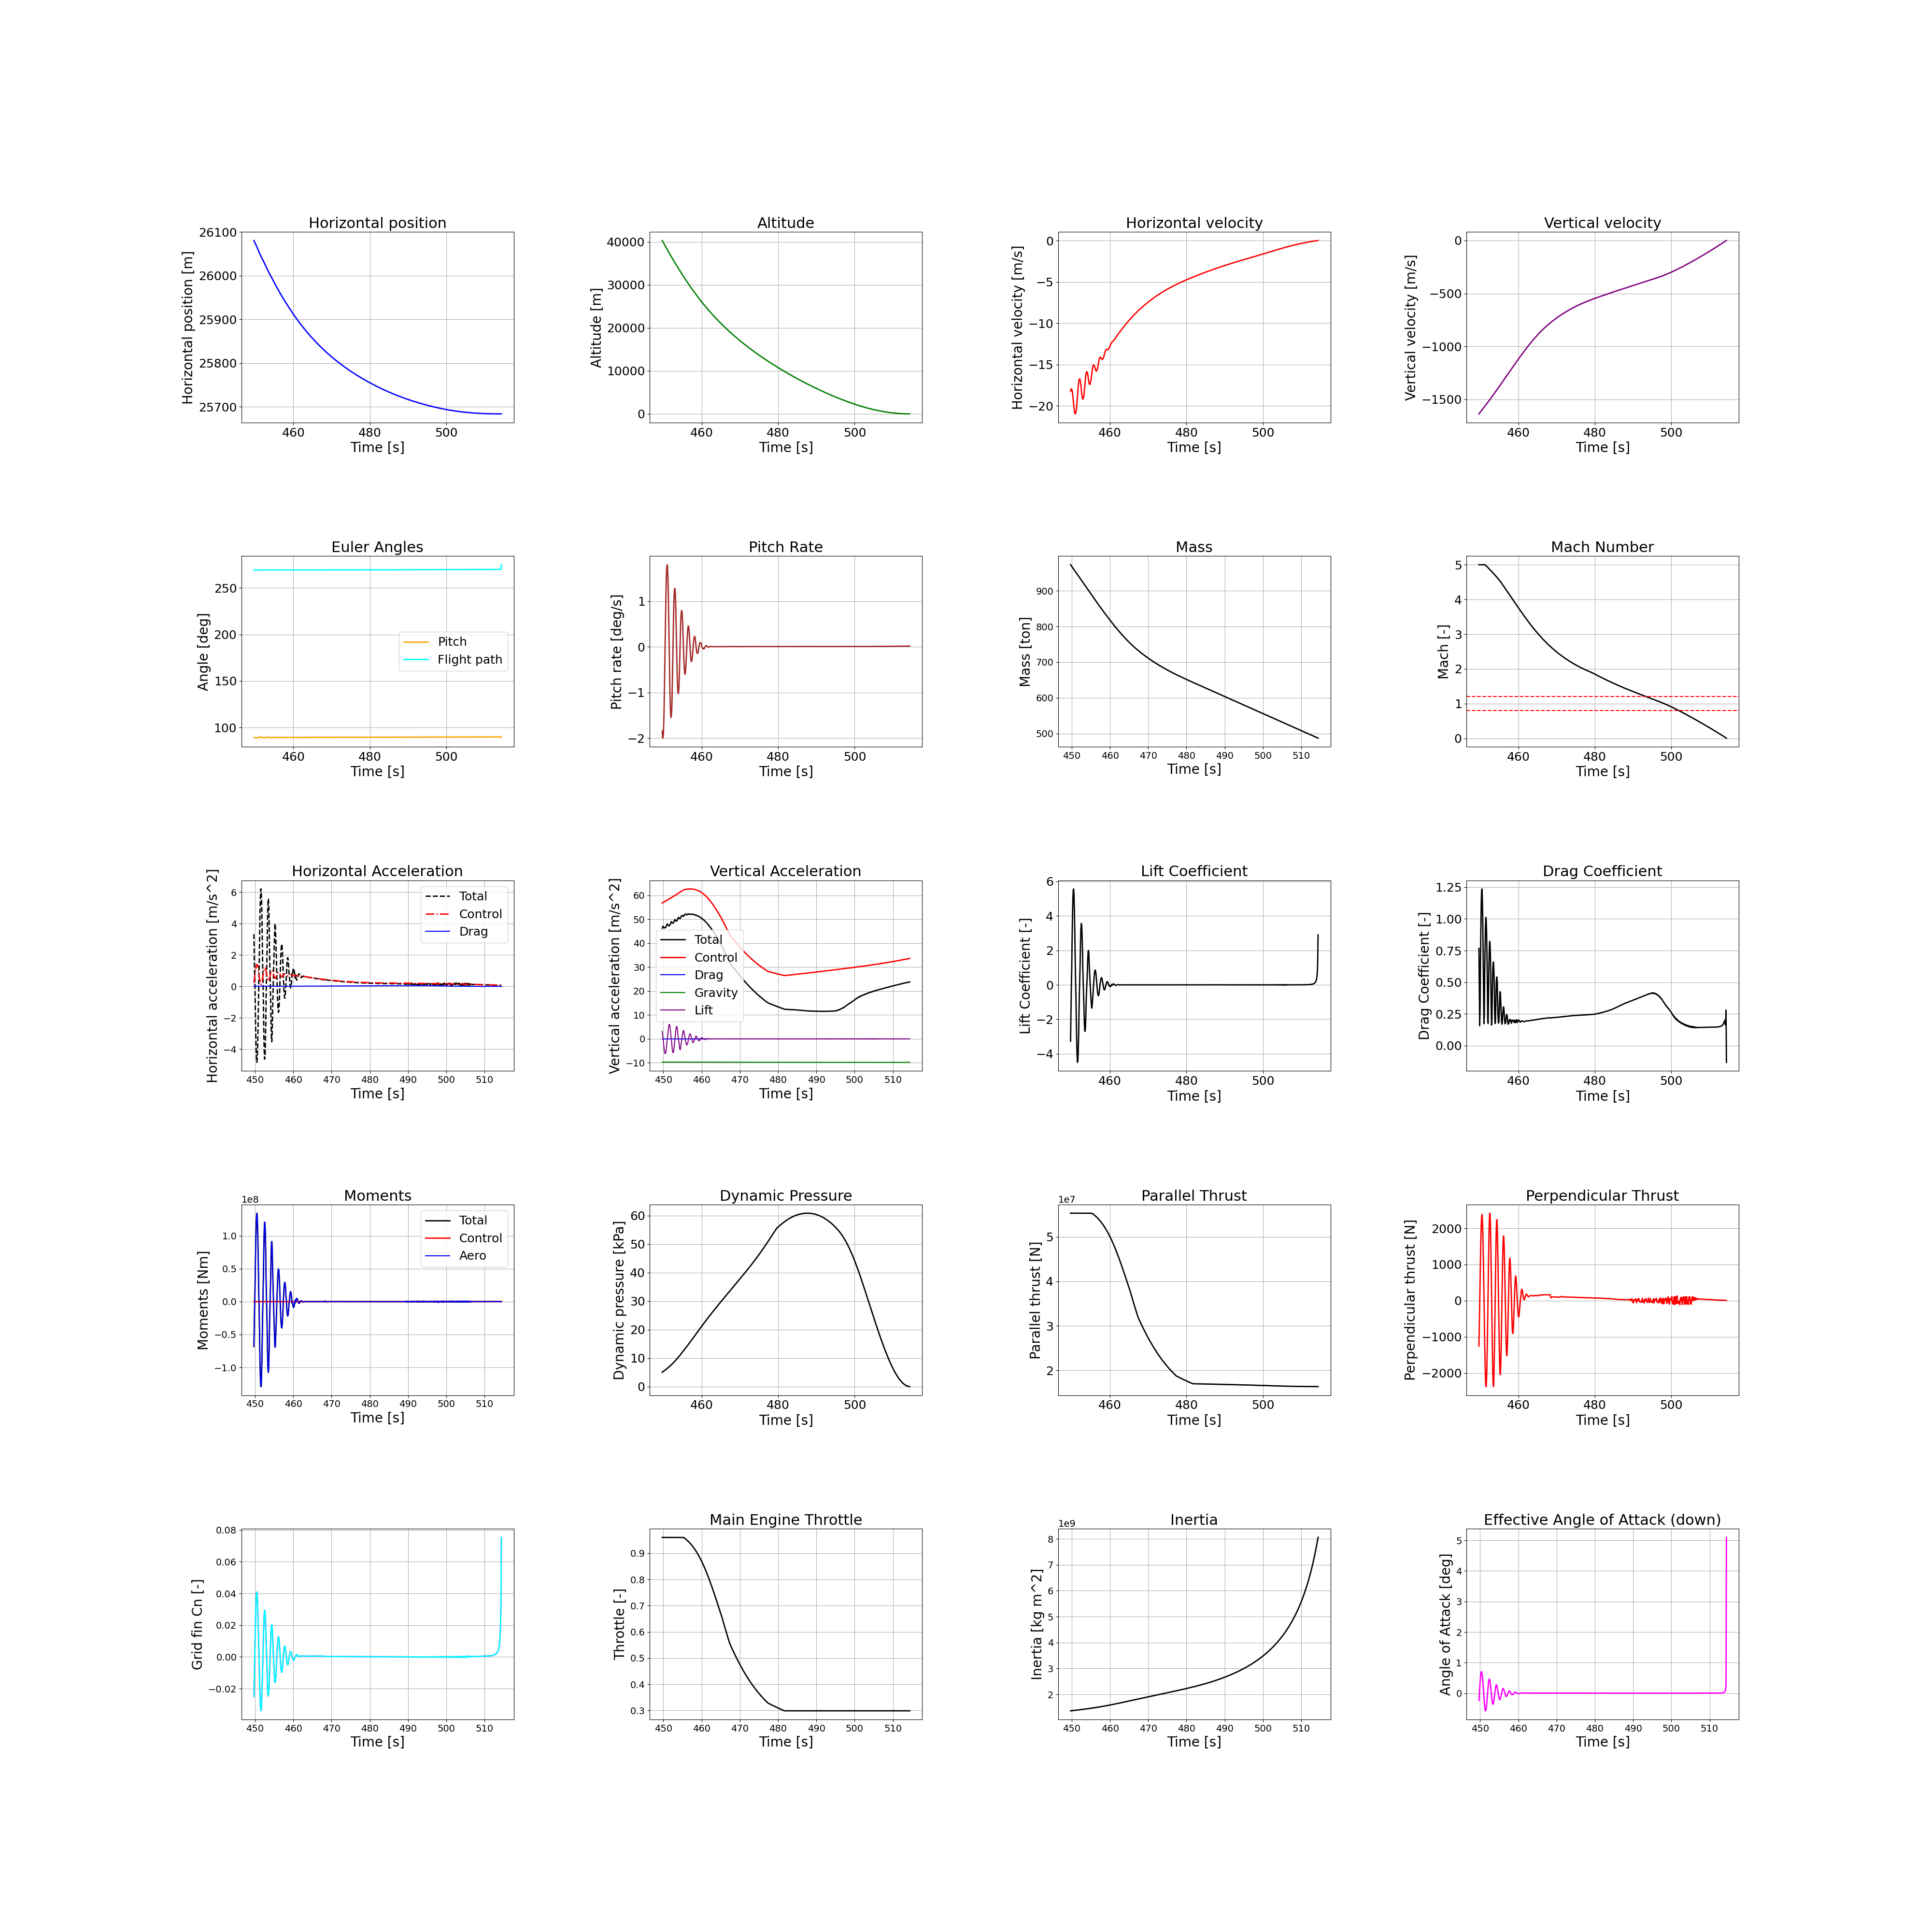 Horizontal position
Horizontal position [m]
26100
26000
25900
25800
25700
460 480 500
Time [s]
Altitude
Altitude [m]
40000
30000
20000
10000
0
460 480 500
Time [s]
Horizontal velocity
Horizontal velocity [m/s]
0
−5
−10
−15
−20
460 480 500
Time [s]
Vertical velocity
Vertical velocity [m/s]
0
−500
−1000
−1500
460 480 500
Time [s]
Euler Angles
Angle [deg]
250
200
150
100
Pitch
Flight path
460 480 500
Time [s]
Pitch Rate
Pitch rate [deg/s]
1
0
−1
−2
460 480 500
Time [s]
Mass
Mass [ton]
900
800
700
600
500
450 460 470 480 490 500 510
Time [s]
Mach Number
Mach [-]
5
4
3
2
1
0
460 480 500
Time [s]
Horizontal Acceleration
Horizontal acceleration [m/s^2]
6
4
2
0
−2
−4
Total
Control
Drag
450 460 470 480 490 500 510
Time [s]
Vertical Acceleration
Vertical acceleration [m/s^2]
60
50
40
30
20
10
0
−10
Total
Control
Drag
Gravity
Lift
450 460 470 480 490 500 510
Time [s]
Lift Coefficient
Lift Coefficient [-]
6
4
2
0
−2
−4
460 480 500
Time [s]
Drag Coefficient
Drag Coefficient [-]
1.25
1.00
0.75
0.50
0.25
0.00
460 480 500
Time [s]
Moments
1e8
Moments [Nm]
1.0
0.5
0.0
−0.5
−1.0
Total
Control
Aero
450 460 470 480 490 500 510
Time [s]
Dynamic Pressure
Dynamic pressure [kPa]
60
50
40
30
20
10
0
460 480 500
Time [s]
Parallel Thrust
1e7
Parallel thrust [N]
5
4
3
2
460 480 500
Time [s]
Perpendicular Thrust
Perpendicular thrust [N]
2000
1000
0
−1000
−2000
460 480 500
Time [s]
Grid fin Cn [-]
0.08
0.06
0.04
0.02
0.00
−0.02
450 460 470 480 490 500 510
Time [s]
Main Engine Throttle
Throttle [-]
0.9
0.8
0.7
0.6
0.5
0.4
0.3
450 460 470 480 490 500 510
Time [s]
Inertia
1e9
Inertia [kg m^2]
8
7
6
5
4
3
2
450 460 470 480 490 500 510
Time [s]
Effective Angle of Attack (down)
Angle of Attack [deg]
5
4
3
2
1
0
450 460 470 480 490 500 510
Time [s]